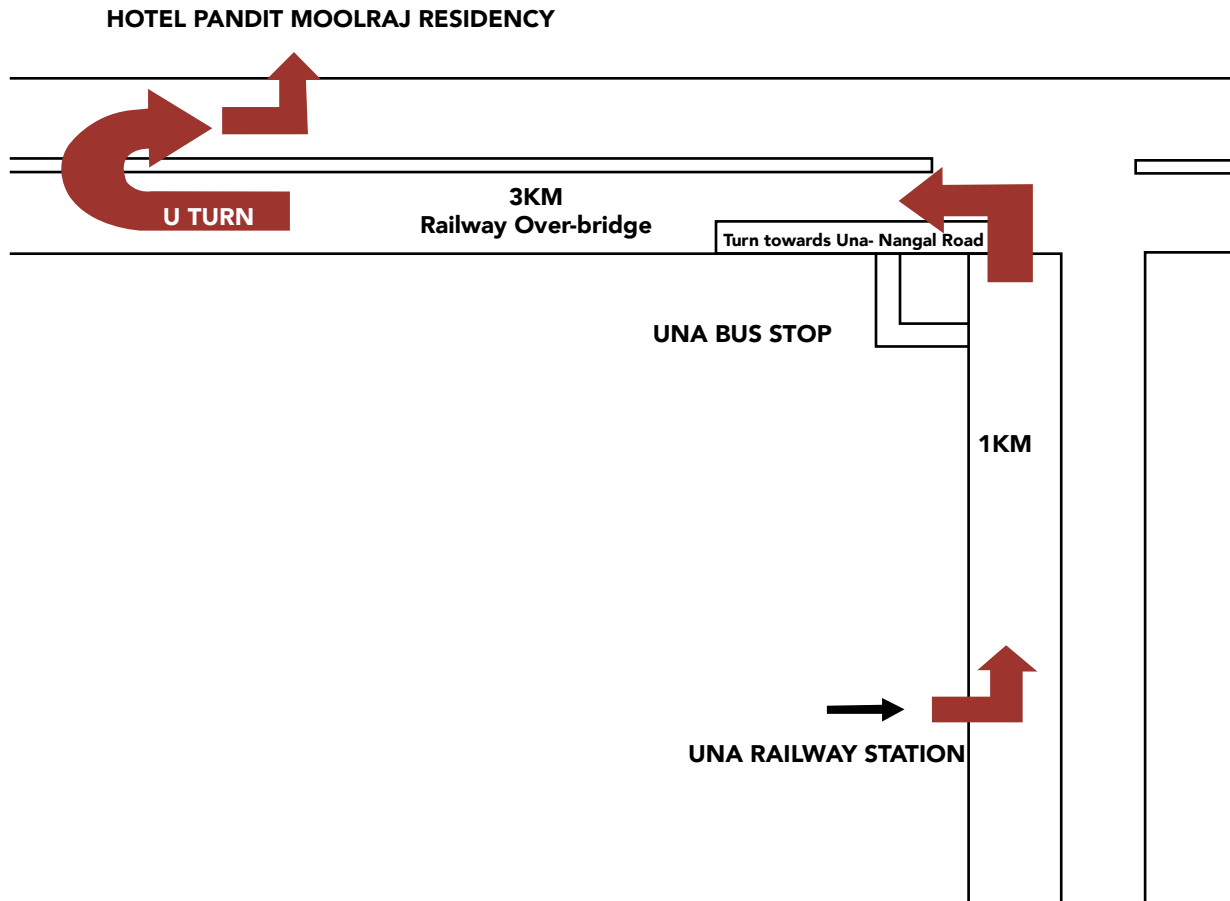 HOTEL PANDIT MOOLRAJ RESIDENCY
U TURN
3KM
Railway Over-bridge
Turn towards Una- Nangal Road
UNA BUS STOP
1KM
UNA RAILWAY STATION